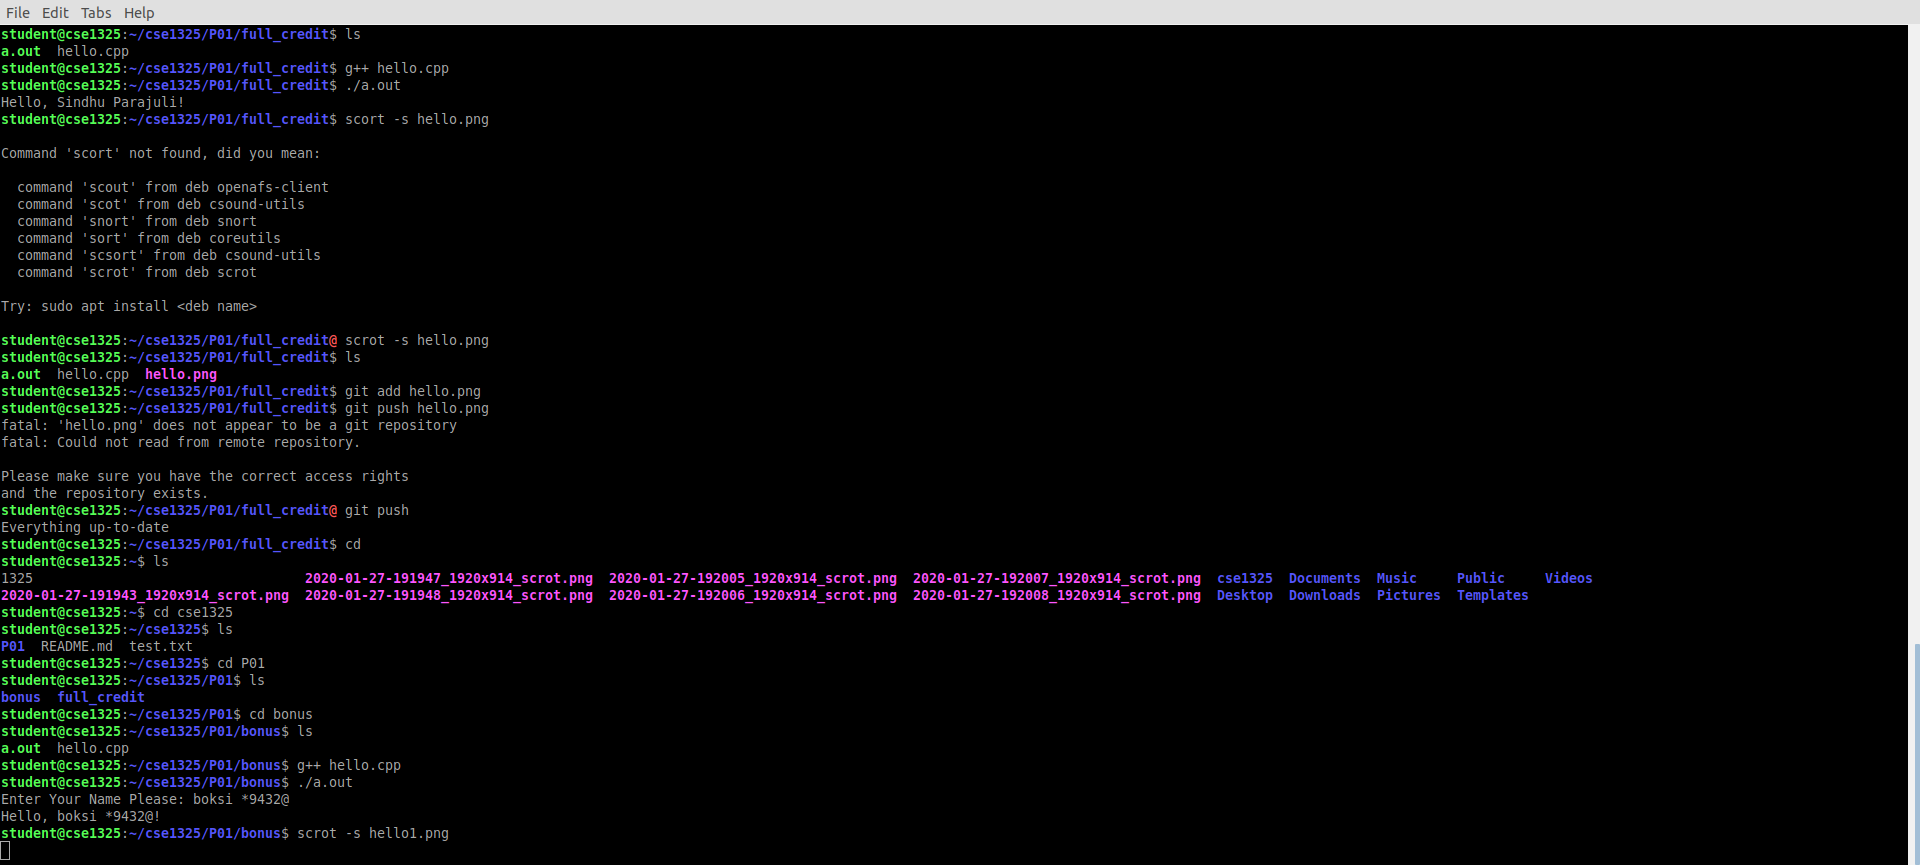 File Edit Tabs Help
student@cse1325:~/cse1325/P01/full_credit$ ls
a.out  hello.cpp
student@cse1325:~/cse1325/P01/full_credit$ g++ hello.cpp
student@cse1325:~/cse1325/P01/full_credit$ ./a.out
Hello, Sindhu Parajuli!
student@cse1325:~/cse1325/P01/full_credit$ scort -s hello.png
Command 'scort' not found, did you mean:
  command 'scout' from deb openafs-client
  command 'scot' from deb csound-utils
  command 'snort' from deb snort
  command 'sort' from deb coreutils
  command 'scsort' from deb csound-utils
  command 'scrot' from deb scrot
Try: sudo apt install <deb name>
student@cse1325:~/cse1325/P01/full_credit@ scrot -s hello.png
student@cse1325:~/cse1325/P01/full_credit$ ls
a.out  hello.cpp  hello.png
student@cse1325:~/cse1325/P01/full_credit$ git add hello.png
student@cse1325:~/cse1325/P01/full_credit$ git push hello.png
fatal: 'hello.png' does not appear to be a git repository
fatal: Could not read from remote repository.
Please make sure you have the correct access rights
and the repository exists.
student@cse1325:~/cse1325/P01/full_credit@ git push
Everything up-to-date
student@cse1325:~/cse1325/P01/full_credit$ cd
student@cse1325:~$ ls
1325  2020-01-27-191947_1920x914_scrot.png  2020-01-27-192005_1920x914_scrot.png  2020-01-27-192007_1920x914_scrot.png  cse1325  Documents  Music  Public  Videos
2020-01-27-191943_1920x914_scrot.png  2020-01-27-191948_1920x914_scrot.png  2020-01-27-192006_1920x914_scrot.png  2020-01-27-192008_1920x914_scrot.png  Desktop  Downloads  Pictures  Templates
student@cse1325:~$ cd cse1325
student@cse1325:~/cse1325$ ls
P01  README.md  test.txt
student@cse1325:~/cse1325$ cd P01
student@cse1325:~/cse1325/P01$ ls
bonus  full_credit
student@cse1325:~/cse1325/P01$ cd bonus
student@cse1325:~/cse1325/P01/bonus$ ls
a.out  hello.cpp
student@cse1325:~/cse1325/P01/bonus$ g++ hello.cpp
student@cse1325:~/cse1325/P01/bonus$ ./a.out
Enter Your Name Please: boksi *9432@
Hello, boksi *9432@!
student@cse1325:~/cse1325/P01/bonus$ scrot -s hello1.png